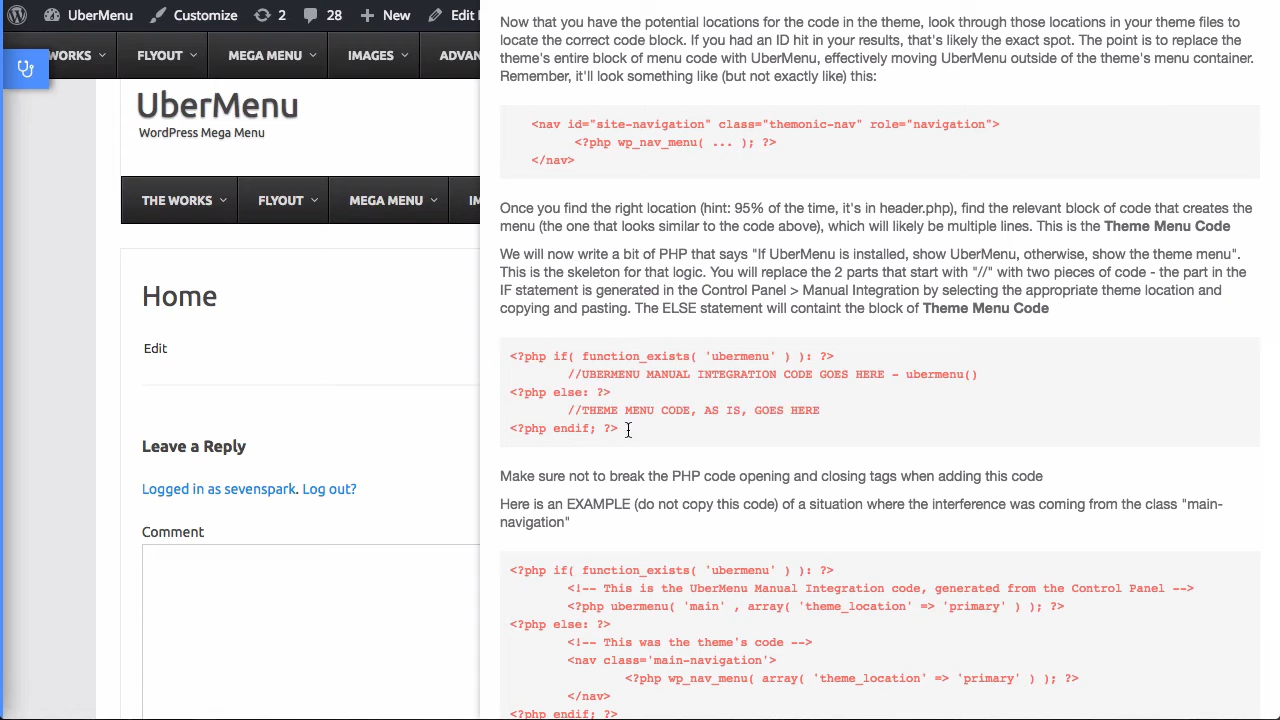 Customize 2 28 New Edit
WORKS FLYOUT MEGA MENU IMAGES ADVAN
UberMenu
WordPress Mega Menu
THE WORKS FLYOUT MEGA MENU IM
Home
Edit
Leave a Reply
Logged in as sevenspark. Log out?
Comment
Now that you have the potential locations for the code in the theme, look through those locations in your theme files to
locate the correct code block. If you had an ID hit in your results, that's likely the exact spot. The point is to replace the
theme's entire block of menu code with UberMenu, effectively moving UberMenu outside of the theme's menu container.
Remember, it'll look something like (but not exactly like) this:
<nav id="site-navigation" class="themonic-nav" role="navigation">
<?php wp_nav_menu( ... ); ?>
</nav>
Once you find the right location (hint: 95% of the time, it's in header.php), find the relevant block of code that creates the
menu (the one that looks similar to the code above), which will likely be multiple lines. This is the Theme Menu Code
We will now write a bit of PHP that says "If UberMenu is installed, show UberMenu, otherwise, show the theme menu".
This is the skeleton for that logic. You will replace the 2 parts that start with "//" with two pieces of code - the part in the
IF statement is generated in the Control Panel > Manual Integration by selecting the appropriate theme location and
copying and pasting. The ELSE statement will containt the block of Theme Menu Code
<?php if( function_exists( 'ubermenu' ) ): ?>
//UBERMENU MANUAL INTEGRATION CODE GOES HERE - ubermenu()
<?php else: ?>
//THEME MENU CODE, AS IS, GOES HERE
<?php endif; ?>
Make sure not to break the PHP code opening and closing tags when adding this code
Here is an EXAMPLE (do not copy this code) of a situation where the interference was coming from the class "main-
navigation"
<?php if( function_exists( 'ubermenu' ) ): ?>
<!-- This is the UberMenu Manual Integration code, generated from the Control Panel -->
<?php ubermenu( 'main' , array( 'theme_location' => 'primary' ) ); ?>
<?php else: ?>
<!-- This was the theme's code -->
<nav class='main-navigation'>
<?php wp_nav_menu( array( 'theme_location' => 'primary' ) ); ?>
</nav>
<?php endif; ?>